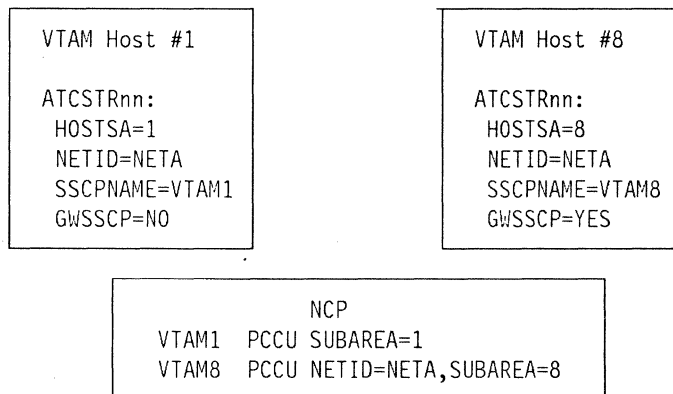 VTAM Host #1
ATCSTRnn:
HOSTSA=1
NETID=NETA
SSCPNAME=VTAM1
GWSSCP=NO
VTAM Host #8
ATCSTRnn:
HOSTSA=8
NETID=NETA
SSCPNAME=VTAM8
GWSSCP=YES
NCP
VTAM1 PCCU SUBAREA=1
VTAM8 PCCU NETID=NETA,SUBAREA=8